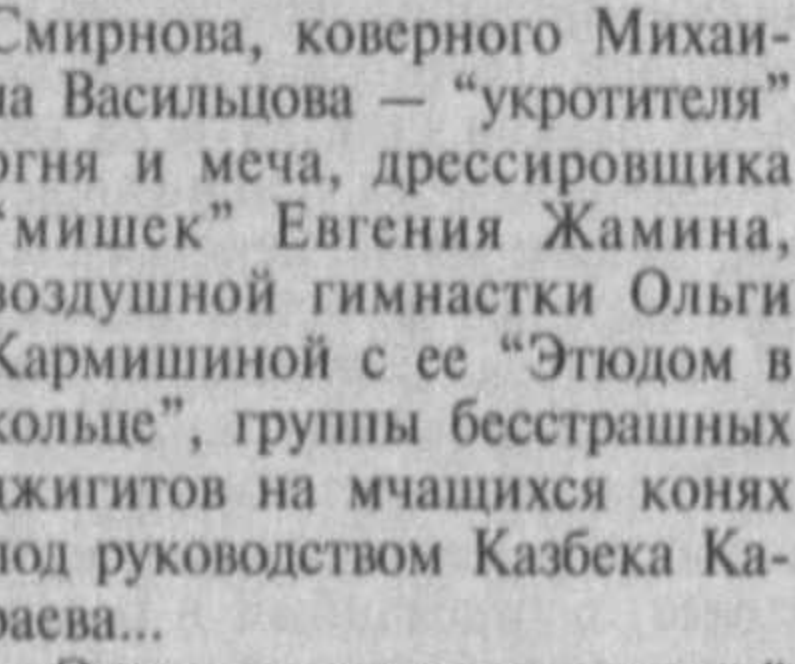 Смирнова, коверного Михаи-
ла Васильцова — “укротителя”
огня и меча, дрессировщика
“мишек” Евгения Жамина,
воздушной гимнастки Ольги
Кармишиной с ее “Этюдом в
кольце”, группы бесстрашных
джигитов на мчащихся конях
под руководством Казбека Ка-
раева...